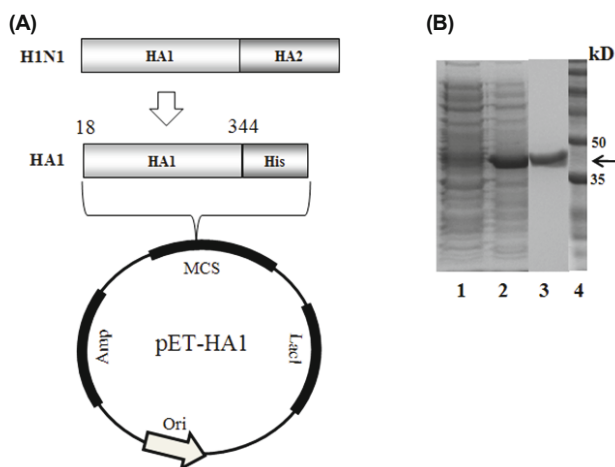 (A)
H1N1 HA1 HA2
18 344
HA1 HA1 His
MCS
Amp
LacI
pET-HA1
Ori
(B)
kD
50
35
1 2 3 4